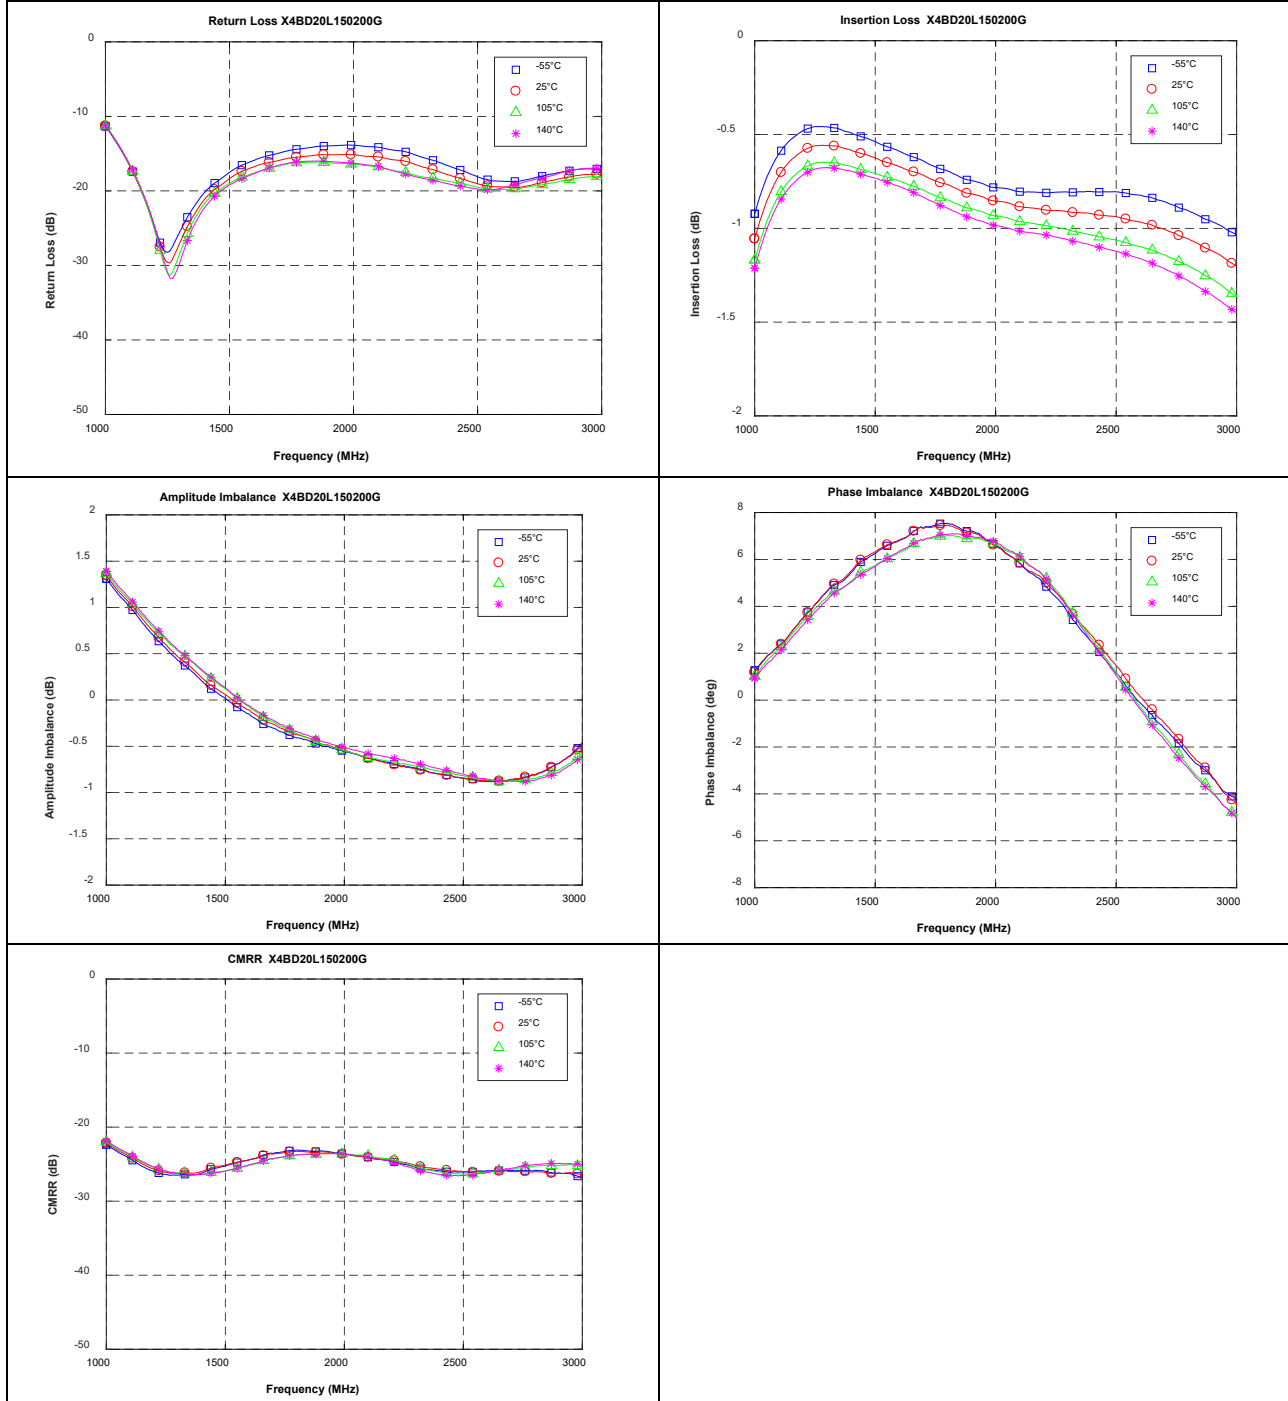 Return Loss X4BD20L150200G
0
-10
-20
-30
-40
-50
Return Loss (dB)
-55°C
25°C
105°C
140°C
1000 1500 2000 2500 3000
Frequency (MHz)
Insertion Loss X4BD20L150200G
0
-0.5
-1
-1.5
-2
Insertion Loss (dB)
-55°C
25°C
105°C
140°C
1000 1500 2000 2500 3000
Frequency (MHz)
Amplitude Imbalance X4BD20L150200G
2
1.5
1
0.5
0
-0.5
-1
-1.5
-2
Amplitude Imbalance (dB)
-55°C
25°C
105°C
140°C
1000 1500 2000 2500 3000
Frequency (MHz)
Phase Imbalance X4BD20L150200G
8
6
4
2
0
-2
-4
-6
-8
Phase Imbalance (deg)
-55°C
25°C
105°C
140°C
1000 1500 2000 2500 3000
Frequency (MHz)
CMRR X4BD20L150200G
0
-10
-20
-30
-40
-50
CMRR (dB)
-55°C
25°C
105°C
140°C
1000 1500 2000 2500 3000
Frequency (MHz)